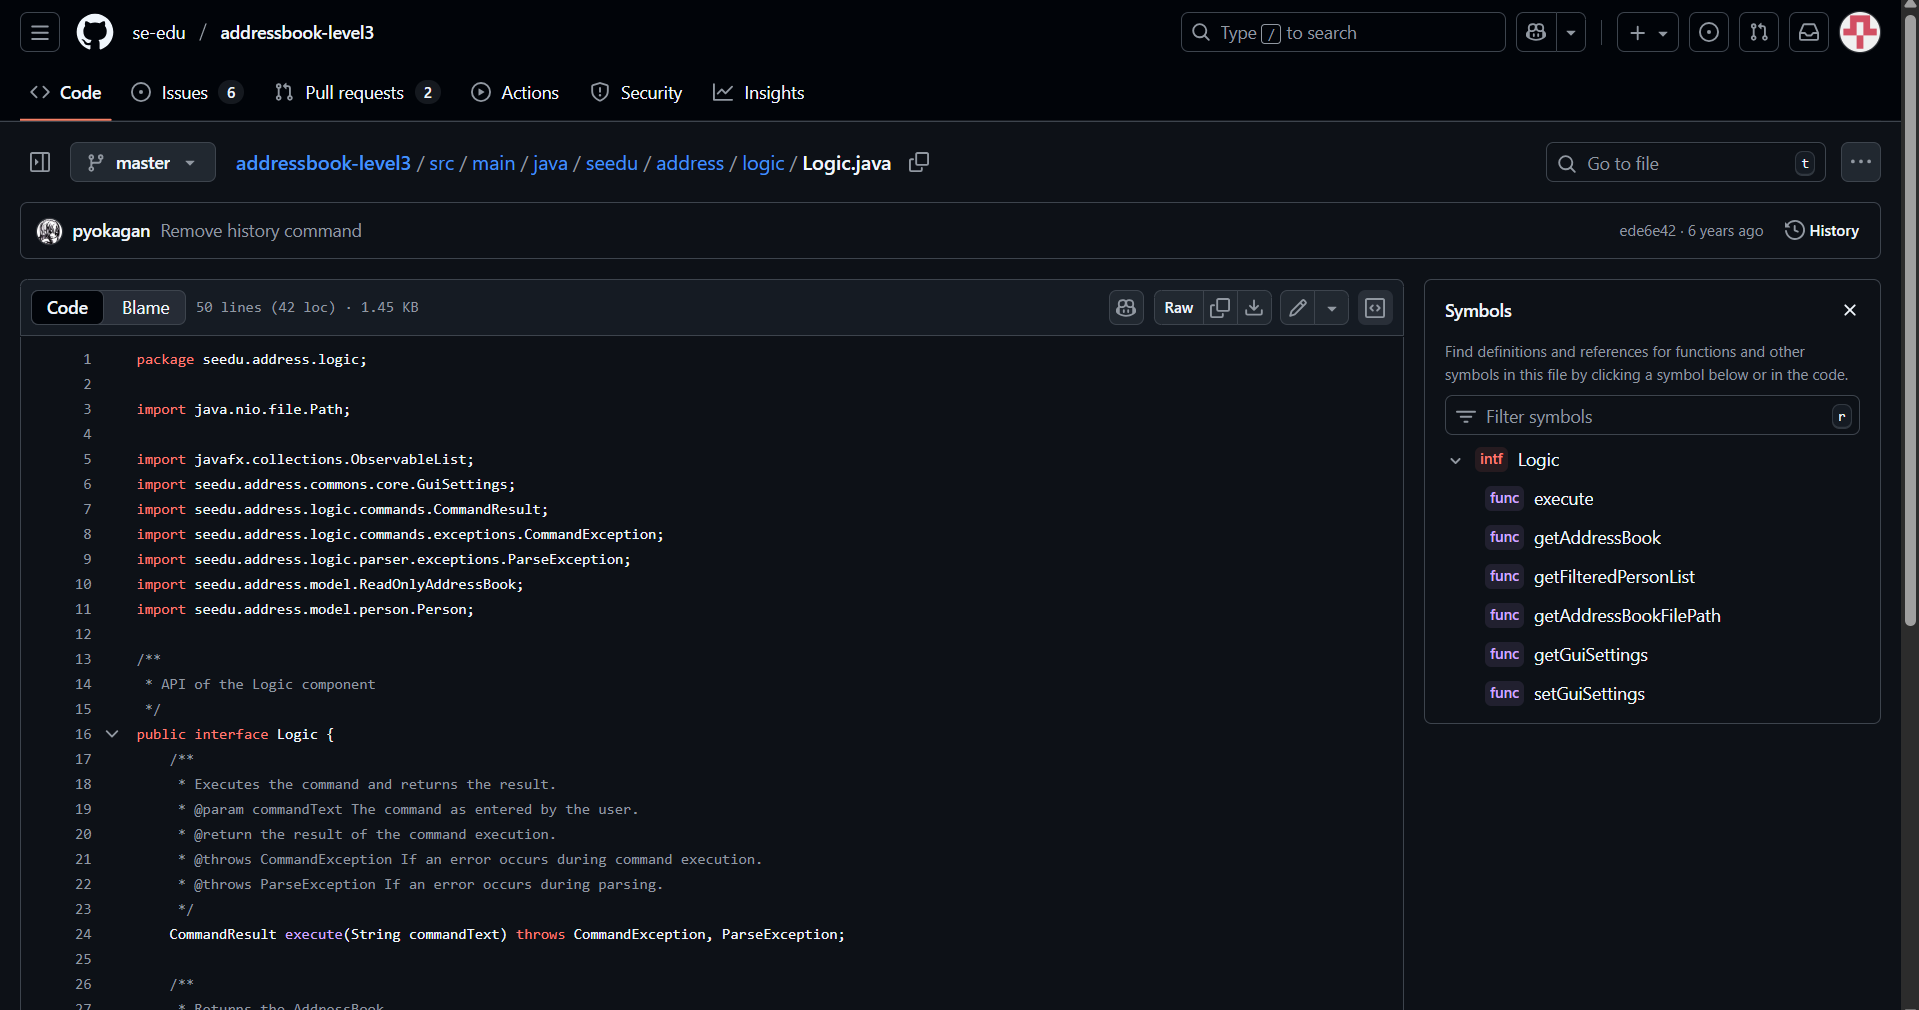 se-edu / addressbook-level3
Type / to search
Code
Issues 6
Pull requests 2
Actions
Security
Insights
master
addressbook-level3 / src / main / java / seedu / address / logic / Logic.java
Go to file t
pyokagan Remove history command
ede6e42 · 6 years ago
History
Code Blame 50 lines (42 loc) · 1.45 KB
Raw
1 package seedu.address.logic;
2
3 import java.nio.file.Path;
4
5 import javafx.collections.ObservableList;
6 import seedu.address.commons.core.GuiSettings;
7 import seedu.address.logic.commands.CommandResult;
8 import seedu.address.logic.commands.exceptions.CommandException;
9 import seedu.address.logic.parser.exceptions.ParseException;
10 import seedu.address.model.ReadOnlyAddressBook;
11 import seedu.address.model.person.Person;
12
13 /**
14 * API of the Logic component
15 */
16 public interface Logic {
17 /**
18 * Executes the command and returns the result.
19 * @param commandText The command as entered by the user.
20 * @return the result of the command execution.
21 * @throws CommandException If an error occurs during command execution.
22 * @throws ParseException If an error occurs during parsing.
23 */
24 CommandResult execute(String commandText) throws CommandException, ParseException;
25
26 /**
27 * Returns the AddressBook.
Symbols
Find definitions and references for functions and other
symbols in this file by clicking a symbol below or in the code.
Filter symbols r
intf Logic
func execute
func getAddressBook
func getFilteredPersonList
func getAddressBookFilePath
func getGuiSettings
func setGuiSettings